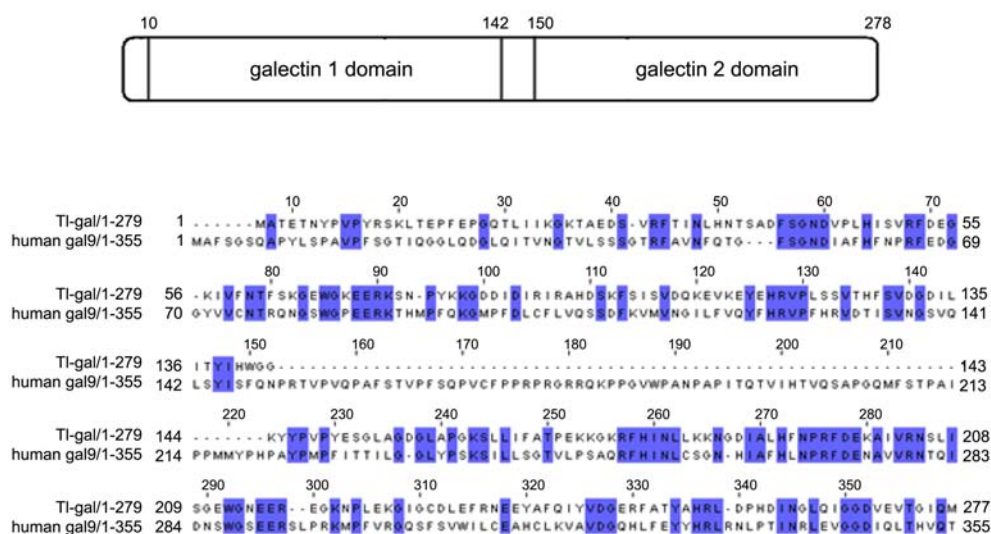 10 142 150 278
galectin 1 domain galectin 2 domain
10 20 30 40 50 60 70
Tl-gal/1-279 1 ------MATETNYPVPYRSKLTEPFEPGQTLIIKGKTAEDS-VRFTINLHNTSADFSGNDVPLHISVRFDEG 55
human gal9/1-355 1 MAFSGSQAPYLSPAVPFSGTIQGGLQDGLQITVNGTVLSSSGTRFAVNFQTG---FSGNDIAFHFNPRFEDG 69
80 90 100 110 120 130 140
Tl-gal/1-279 56 -KIVFNTFSKGEWGKEERKSN-PYKKGDDIDIRIRAHDSKFSISVDQKEVKEYEHRVPLSSVTHFSVDGDIL 135
human gal9/1-355 70 GYVVCNTRQNGSWGPEERKTHMPFQKGMPFDLCFLVQSSDFKVMVNGILFVQYFHRVPFHRVDTISVNGSVQ 141
150 160 170 180 190 200 210
Tl-gal/1-279 136 ITYIHWGG---------------------------------------------------------------- 143
human gal9/1-355 142 LSYISFQNPRTVPVQPAFSTVPFSQPVCFPPRPRGRRQKPPGVWPANPAPITQTVIHTVQSAPGQMFSTPAI 213
220 230 240 250 260 270 280
Tl-gal/1-279 144 -------KYYPVPYESGLAGDGLAPGKSLLIFATPEKKGKRFHINLLKKNGDIALHFNPRFDEKAIVRNSLI 208
human gal9/1-355 214 PPMMYPHPAYPMPFITTILG-GLYPSKSILLSGTVLPSAQRFHINLCSGN-HIAFHLNPRFDENAVVRNTQI 283
290 300 310 320 330 340 350
Tl-gal/1-279 209 SGEWGNEER--EGKNPLEKGIGCDLEFRNEEYAFQIYVDGERFATYAHRL-DPHDINGLQIGGDVEVTGIQM 277
human gal9/1-355 284 DNSWGSEERSLPRKMPFVRGQSFSVWILCEAHCLKVAVDGQHLFEYYHRLRNLPTINRLEVGGDIQLTHVQT 355